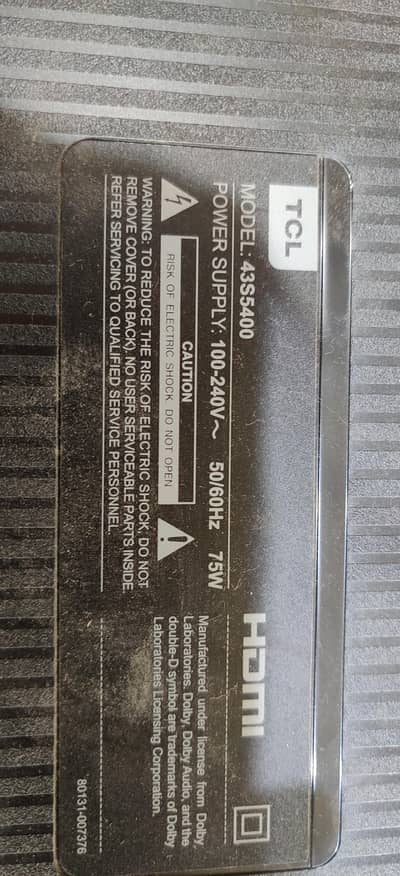 TCL
MODEL: 43S5400
POWER SUPPLY: 100-240V~ 50/60Hz 75W
CAUTION
RISK OF ELECTRIC SHOCK DO NOT OPEN
WARNING: TO REDUCE THE RISK OF ELECTRIC SHOCK, DO NOT
REMOVE COVER (OR BACK). NO USER SERVICEABLE PARTS INSIDE.
REFER SERVICING TO QUALIFIED SERVICE PERSONNEL.
HDMI
Manufactured under license from Dolby
Laboratories. Dolby, Dolby Audio, and the
double-D symbol are trademarks of Dolby
Laboratories Licensing Corporation.
80131-007376